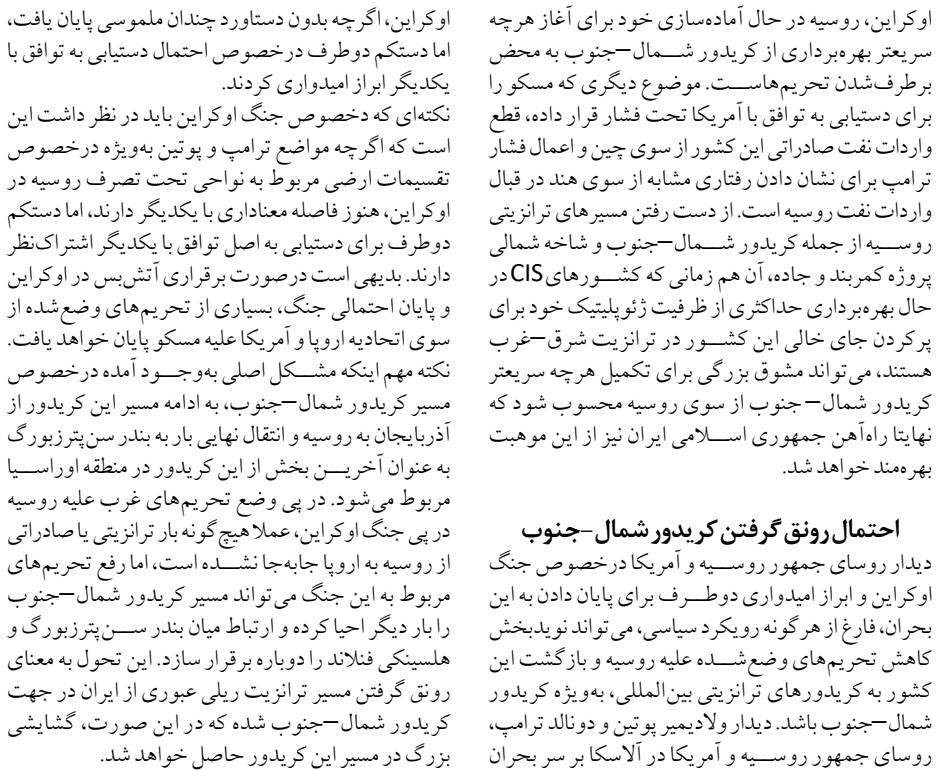 اوکراین، روسیه در حال آماده‌سازی خود برای آغاز هرچه
سریعتر بهره‌برداری از کریدور شمال–جنوب به محض
برطرف‌شدن تحریم‌هاست. موضوع دیگری که مسکو را
برای دستیابی به توافق با آمریکا تحت فشار قرار داده، قطع
واردات نفت صادراتی این کشور از سوی چین و اعمال فشار
ترامپ برای نشان دادن رفتاری مشابه از سوی هند در قبال
واردات نفت روسیه است. از دست رفتن مسیرهای ترانزیتی
روسیه از جمله کریدور شمال–جنوب و شاخه شمالی
پروژه کمربند و جاده، آن هم زمانی که کشورهای CIS در
حال بهره‌برداری حداکثری از ظرفیت ژئوپلیتیک خود برای
پرکردن جای خالی این کشور در ترانزیت شرق–غرب
هستند، می‌تواند مشوق بزرگی برای تکمیل هرچه سریعتر
کریدور شمال– جنوب از سوی روسیه محسوب شود که
نهایتا راه‌آهن جمهوری اسلامی ایران نیز از این موهبت
بهره‌مند خواهد شد.
احتمال رونق گرفتن کریدور شمال-جنوب
دیدار روسای جمهور روسیه و آمریکا درخصوص جنگ
اوکراین و ابراز امیدواری دوطرف برای پایان دادن به این
بحران، فارغ از هرگونه رویکرد سیاسی، می‌تواند نویدبخش
کاهش تحریم‌های وضع‌شده علیه روسیه و بازگشت این
کشور به کریدورهای ترانزیتی بین‌المللی، به‌ویژه کریدور
شمال–جنوب باشد. دیدار ولادیمیر پوتین و دونالد ترامپ،
روسای جمهور روسیه و آمریکا در آلاسکا بر سر بحران
اوکراین، اگرچه بدون دستاورد چندان ملموسی پایان یافت،
اما دستکم دوطرف درخصوص احتمال دستیابی به توافق با
یکدیگر ابراز امیدواری کردند.
نکته‌ای که دخصوص جنگ اوکراین باید در نظر داشت این
است که اگرچه مواضع ترامپ و پوتین به‌ویژه درخصوص
تقسیمات ارضی مربوط به نواحی تحت تصرف روسیه در
اوکراین، هنوز فاصله معناداری با یکدیگر دارند، اما دستکم
دوطرف برای دستیابی به اصل توافق با یکدیگر اشتراک‌نظر
دارند. بدیهی است درصورت برقراری آتش‌بس در اوکراین
و پایان احتمالی جنگ، بسیاری از تحریم‌های وضع‌شده از
سوی اتحادیه اروپا و آمریکا علیه مسکو پایان خواهد یافت.
نکته مهم اینکه مشکل اصلی به‌وجود آمده درخصوص
مسیر کریدور شمال–جنوب، به ادامه مسیر این کریدور از
آذربایجان به روسیه و انتقال نهایی بار به بندر سن‌پترزبورگ
به عنوان آخرین بخش از این کریدور در منطقه اوراسیا
مربوط می‌شود. در پی وضع تحریم‌های غرب علیه روسیه
در پی جنگ اوکراین، عملا هیچ‌گونه بار ترانزیتی یا صادراتی
از روسیه به اروپا جابه‌جا نشده است، اما رفع تحریم‌های
مربوط به این جنگ می‌تواند مسیر کریدور شمال–جنوب
را بار دیگر احیا کرده و ارتباط میان بندر سن‌پترزبورگ و
هلسینکی فنلاند را دوباره برقرار سازد. این تحول به معنای
رونق گرفتن مسیر ترانزیت ریلی عبوری از ایران در جهت
کریدور شمال–جنوب شده که در این صورت، گشایشی
بزرگ در مسیر این کریدور حاصل خواهد شد.